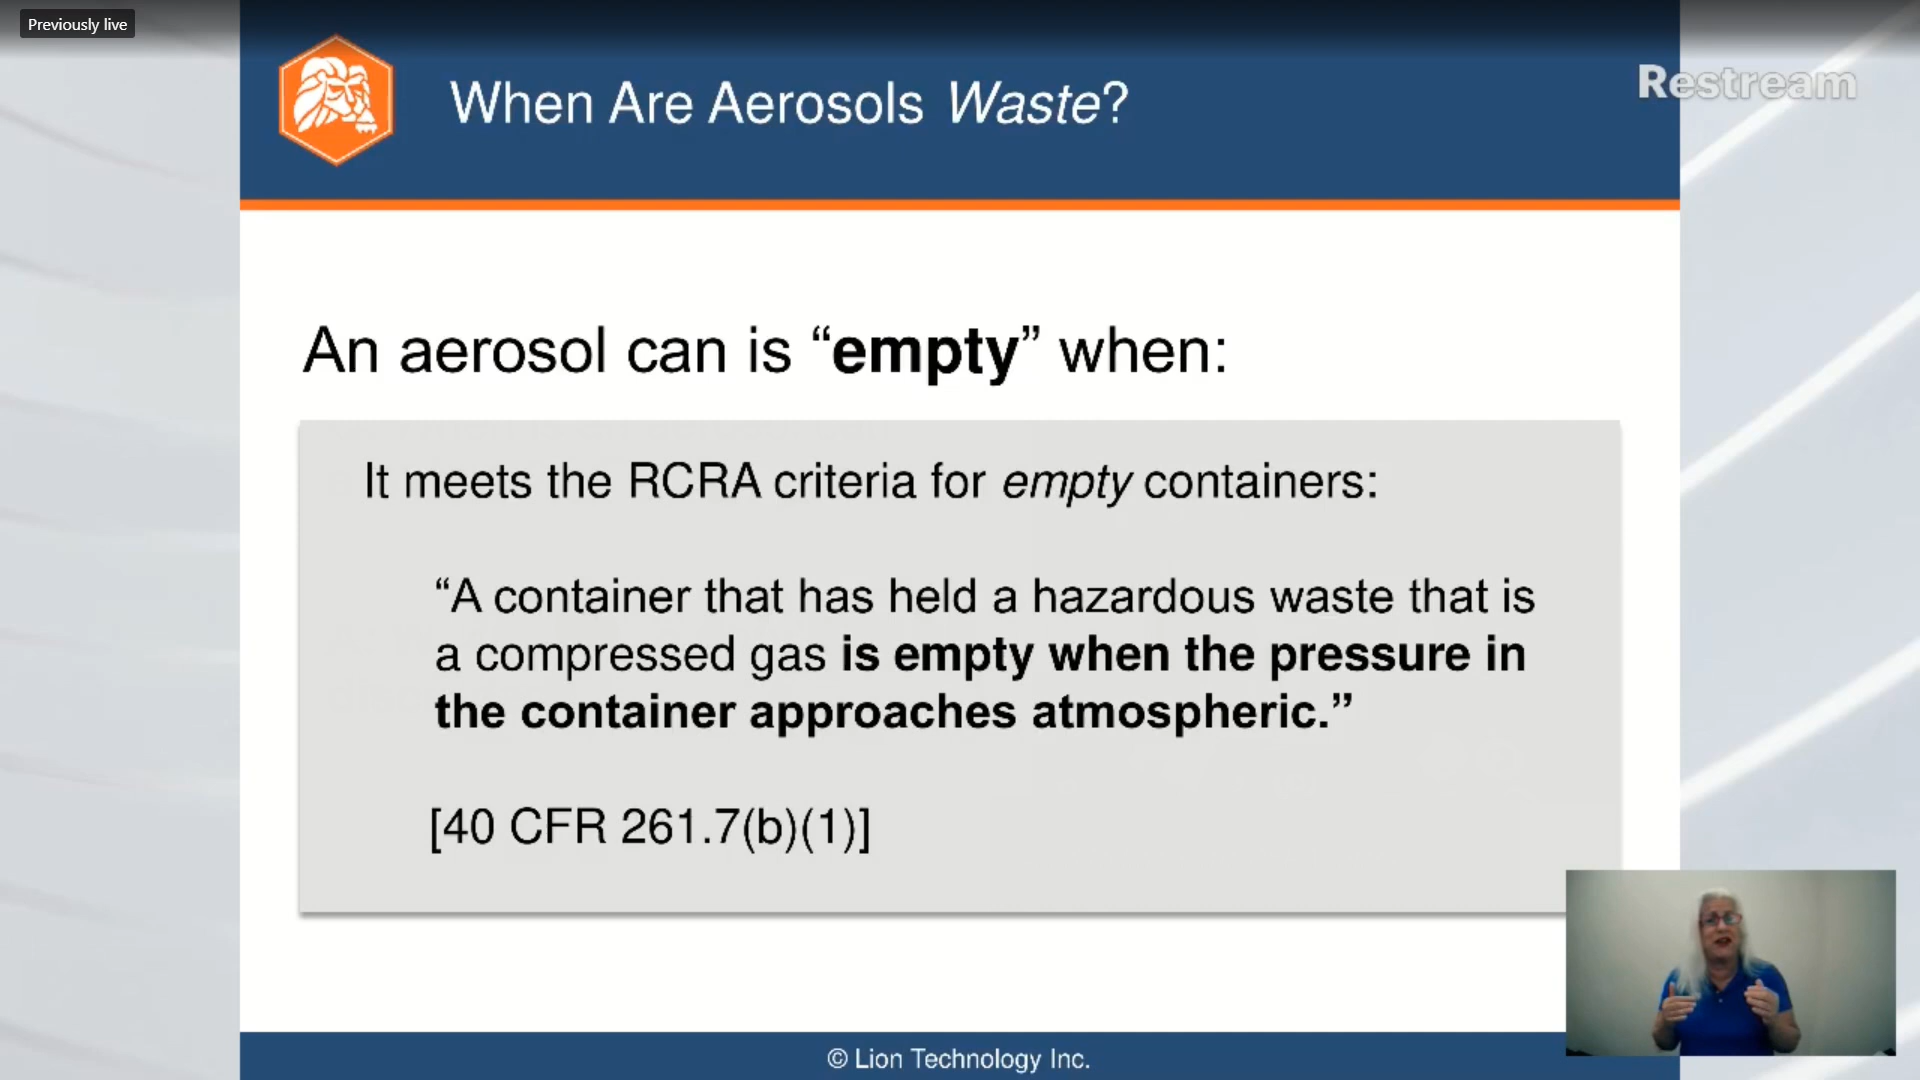 Previously live
When Are Aerosols Waste?
Restream
An aerosol can is “empty” when:
It meets the RCRA criteria for empty containers:
“A container that has held a hazardous waste that is
a compressed gas is empty when the pressure in
the container approaches atmospheric.”
[40 CFR 261.7(b)(1)]
© Lion Technology Inc.